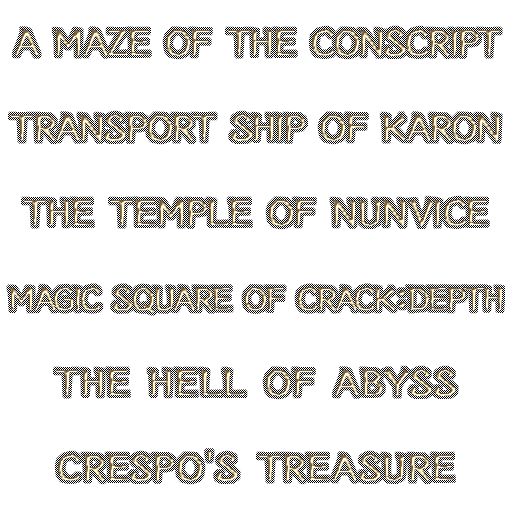 A MAZE OF THE CONSCRIPT
TRANSPORT SHIP OF KARON
THE TEMPLE OF NUNVICE
MAGIC SQUARE OF CRACK:DEPTH
THE HELL OF ABYSS
CRESPO'S TREASURE